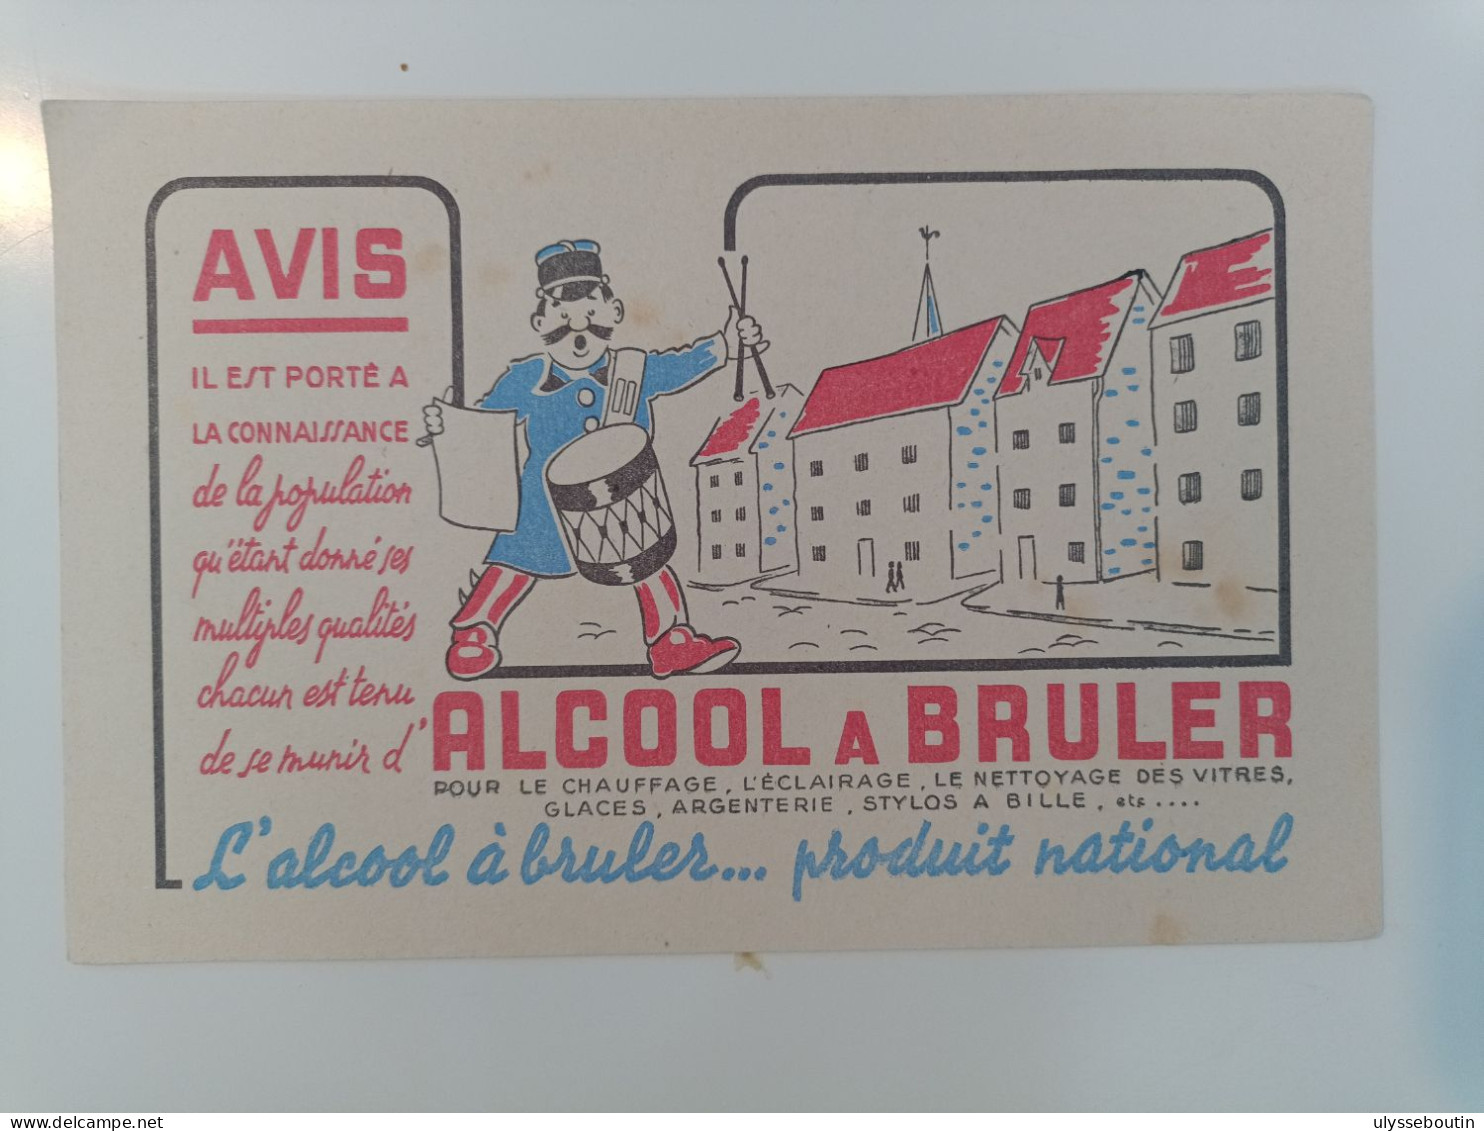 AVIS
IL EST PORTÉ A
LA CONNAISSANCE
de la population
qu'étant donné ses
multiples qualités
chacun est tenu
de se munir d'
ALCOOL A BRULER
POUR LE CHAUFFAGE, L'ÉCLAIRAGE, LE NETTOYAGE DES VITRES,
GLACES, ARGENTERIE, STYLOS A BILLE, etc....
L'alcool à bruler... produit national
www.delcampe.net
ulysseboutin